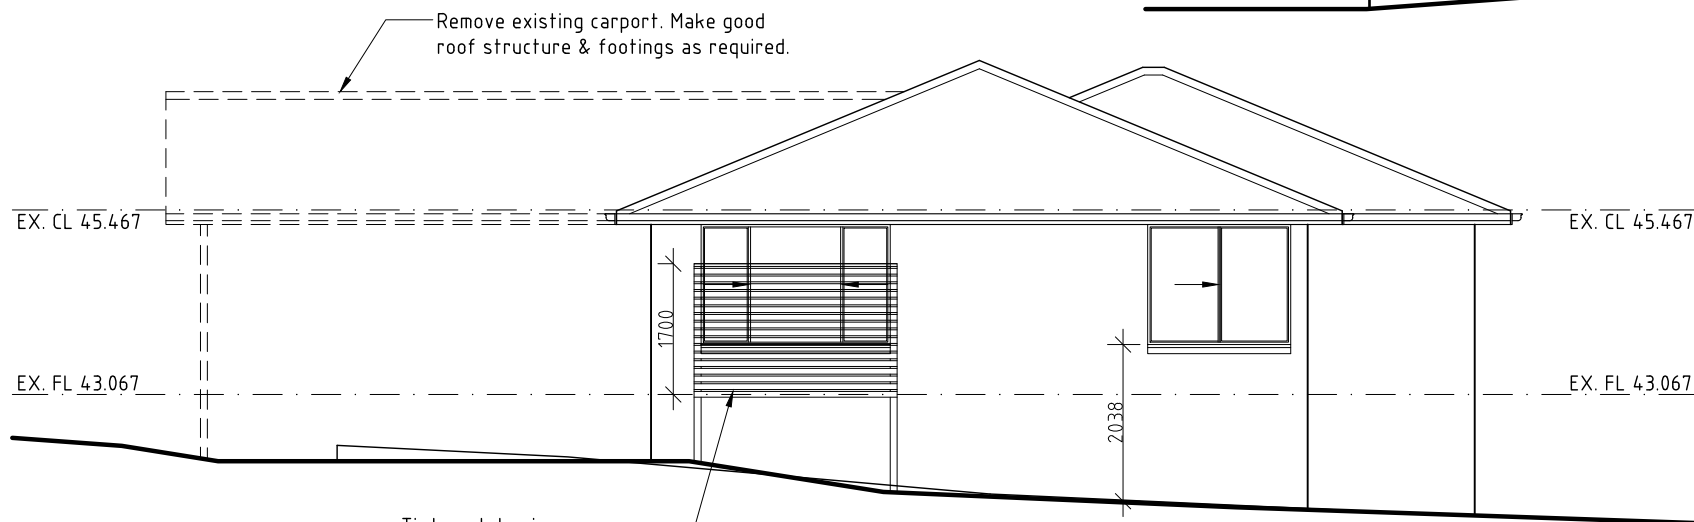 Remove existing carport. Make good
roof structure & footings as required.
EX. CL 45.467
EX. CL 45.467
1700
EX. FL 43.067
EX. FL 43.067
2038